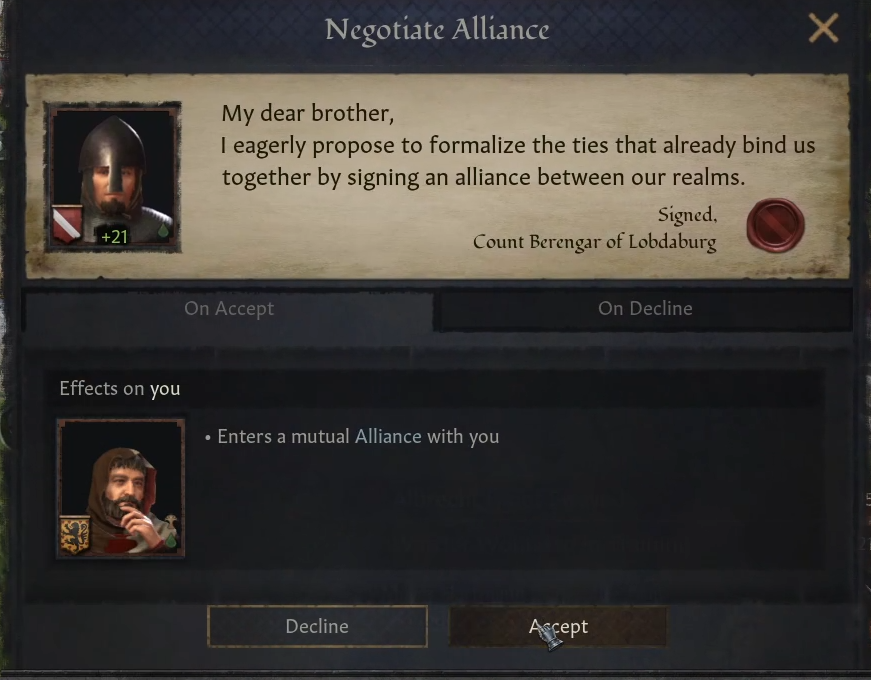 Negotiate Alliance
My dear brother,
I eagerly propose to formalize the ties that already bind us
together by signing an alliance between our realms.
Signed,
Count Berengar of Lobdaburg
+21
On Accept
On Decline
Effects on you
• Enters a mutual Alliance with you
Decline
Accept